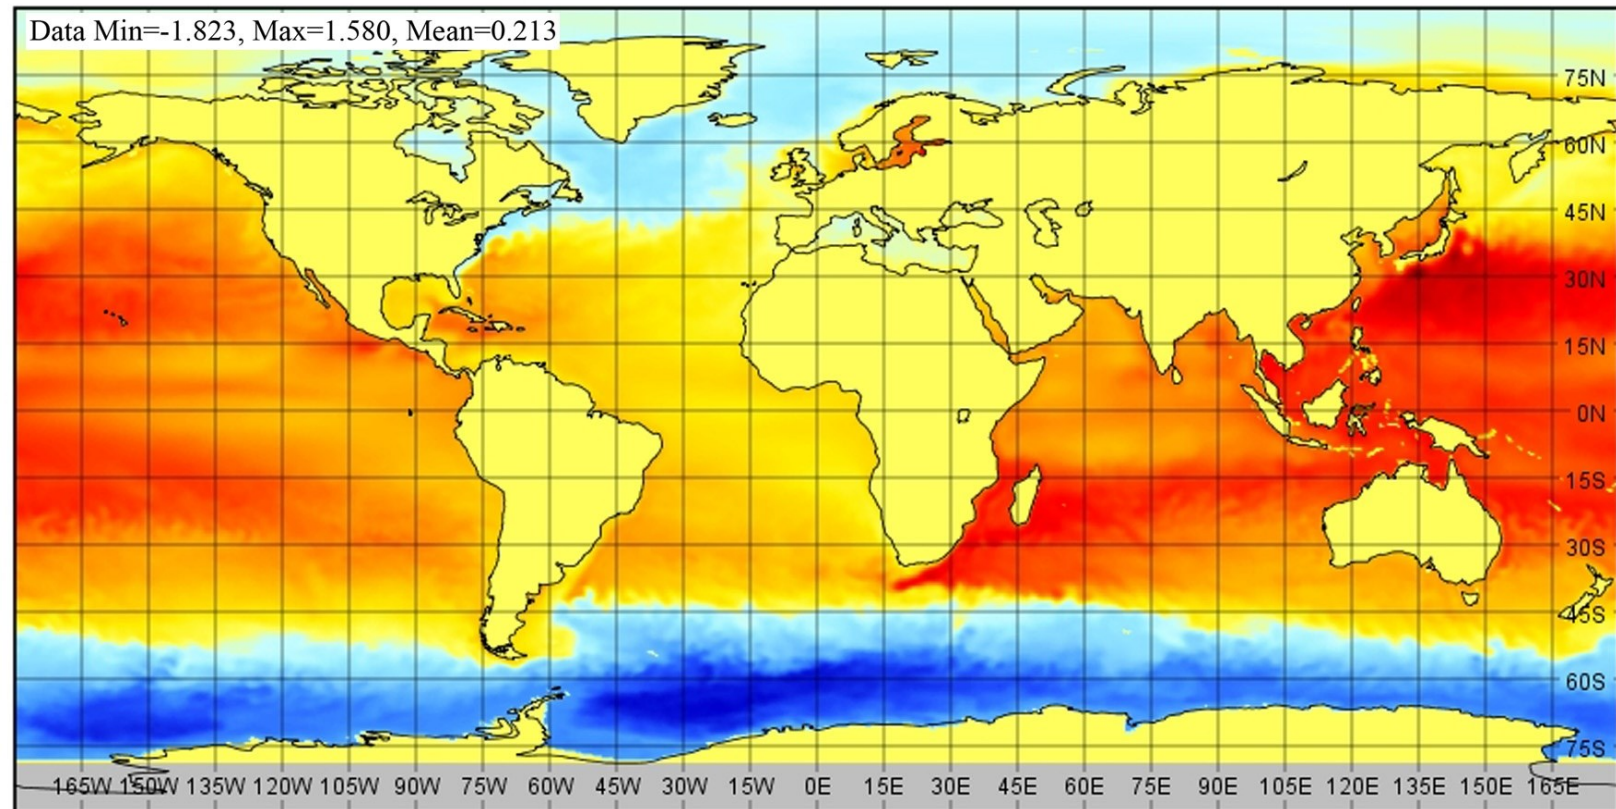 Data Min=-1.823, Max=1.580, Mean=0.213
75N
60N
45N
30N
15N
0N
15S
30S
45S
60S
75S
165W 150W 135W 120W 105W 90W 75W 60W 45W 30W 15W 0E 15E 30E 45E 60E 75E 90E 105E 120E 135E 150E 165E